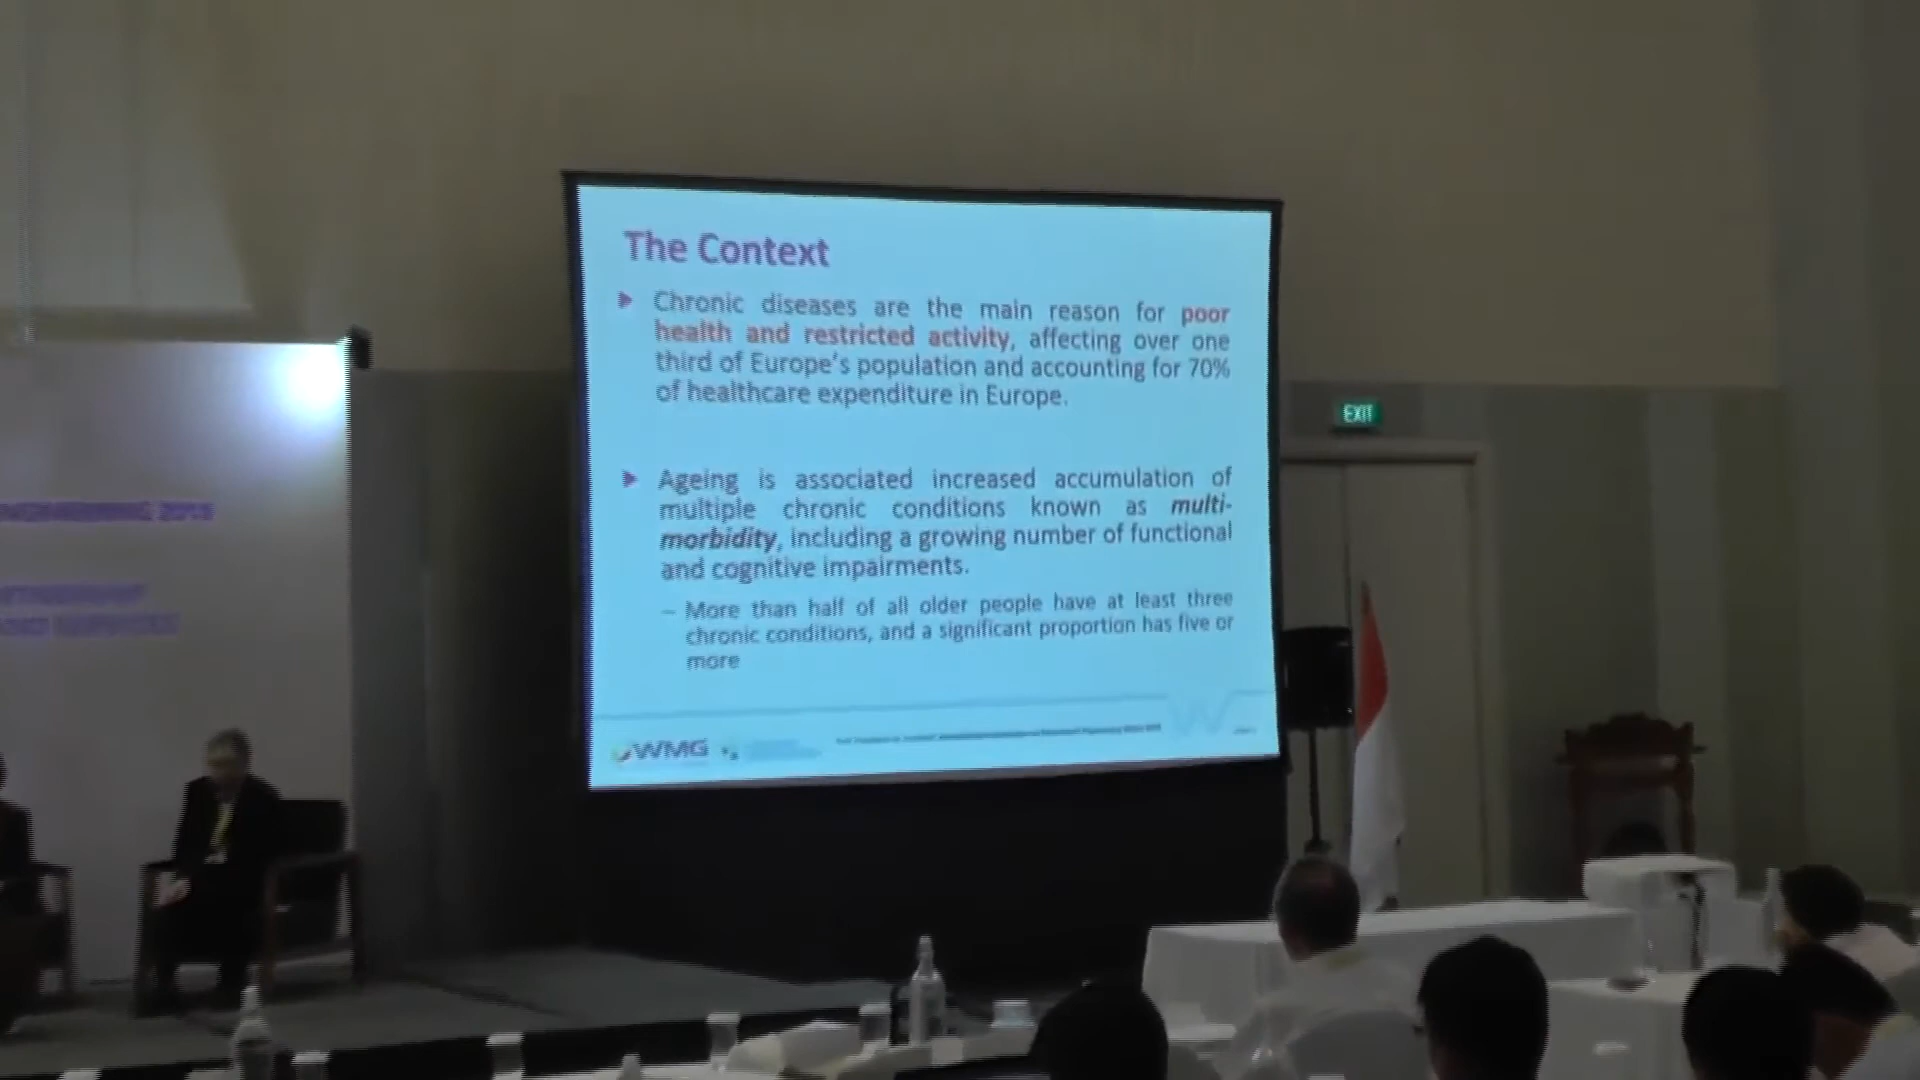 The Context
Chronic diseases are the main reason for poor
health and restricted activity, affecting over one
third of Europe's population and accounting for 70%
of healthcare expenditure in Europe.
Ageing is associated increased accumulation of
multiple chronic conditions known as multi-
morbidity, including a growing number of functional
and cognitive impairments.
– More than half of all older people have at least three
chronic conditions, and a significant proportion has five or
more
WMG
EXIT